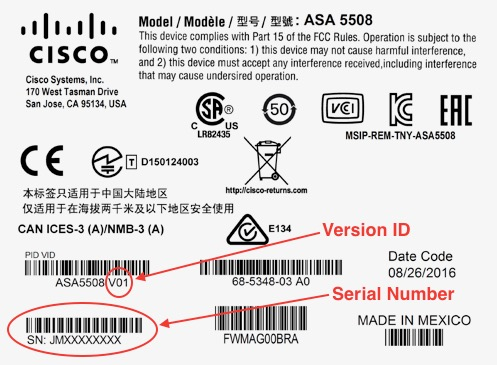 CISCO™
Cisco Systems, Inc.
170 West Tasman Drive
San Jose, CA 95134, USA
Model / Modèle / 型号 / 型號: ASA 5508
This device complies with Part 15 of the FCC Rules. Operation is subject to the
following two conditions: 1) this device may not cause harmful interference,
and 2) this device must accept any interference received,including interference
that may cause undersired operation.
SA
C US
LR82435
50
VCI
EAC
MSIP-REM-TNY-ASA5508
CE
T D150124003
http://cisco-returns.com
本标签只适用于中国大陆地区
仅适用于在海拔两千米及以下地区安全使用
CAN ICES-3 (A)/NMB-3 (A)
E134
Version ID
PID VID
ASA5508 V01
68-5348-03 A0
Date Code
08/26/2016
Serial Number
SN: JMXXXXXXXX
FWMAG00BRA
MADE IN MEXICO